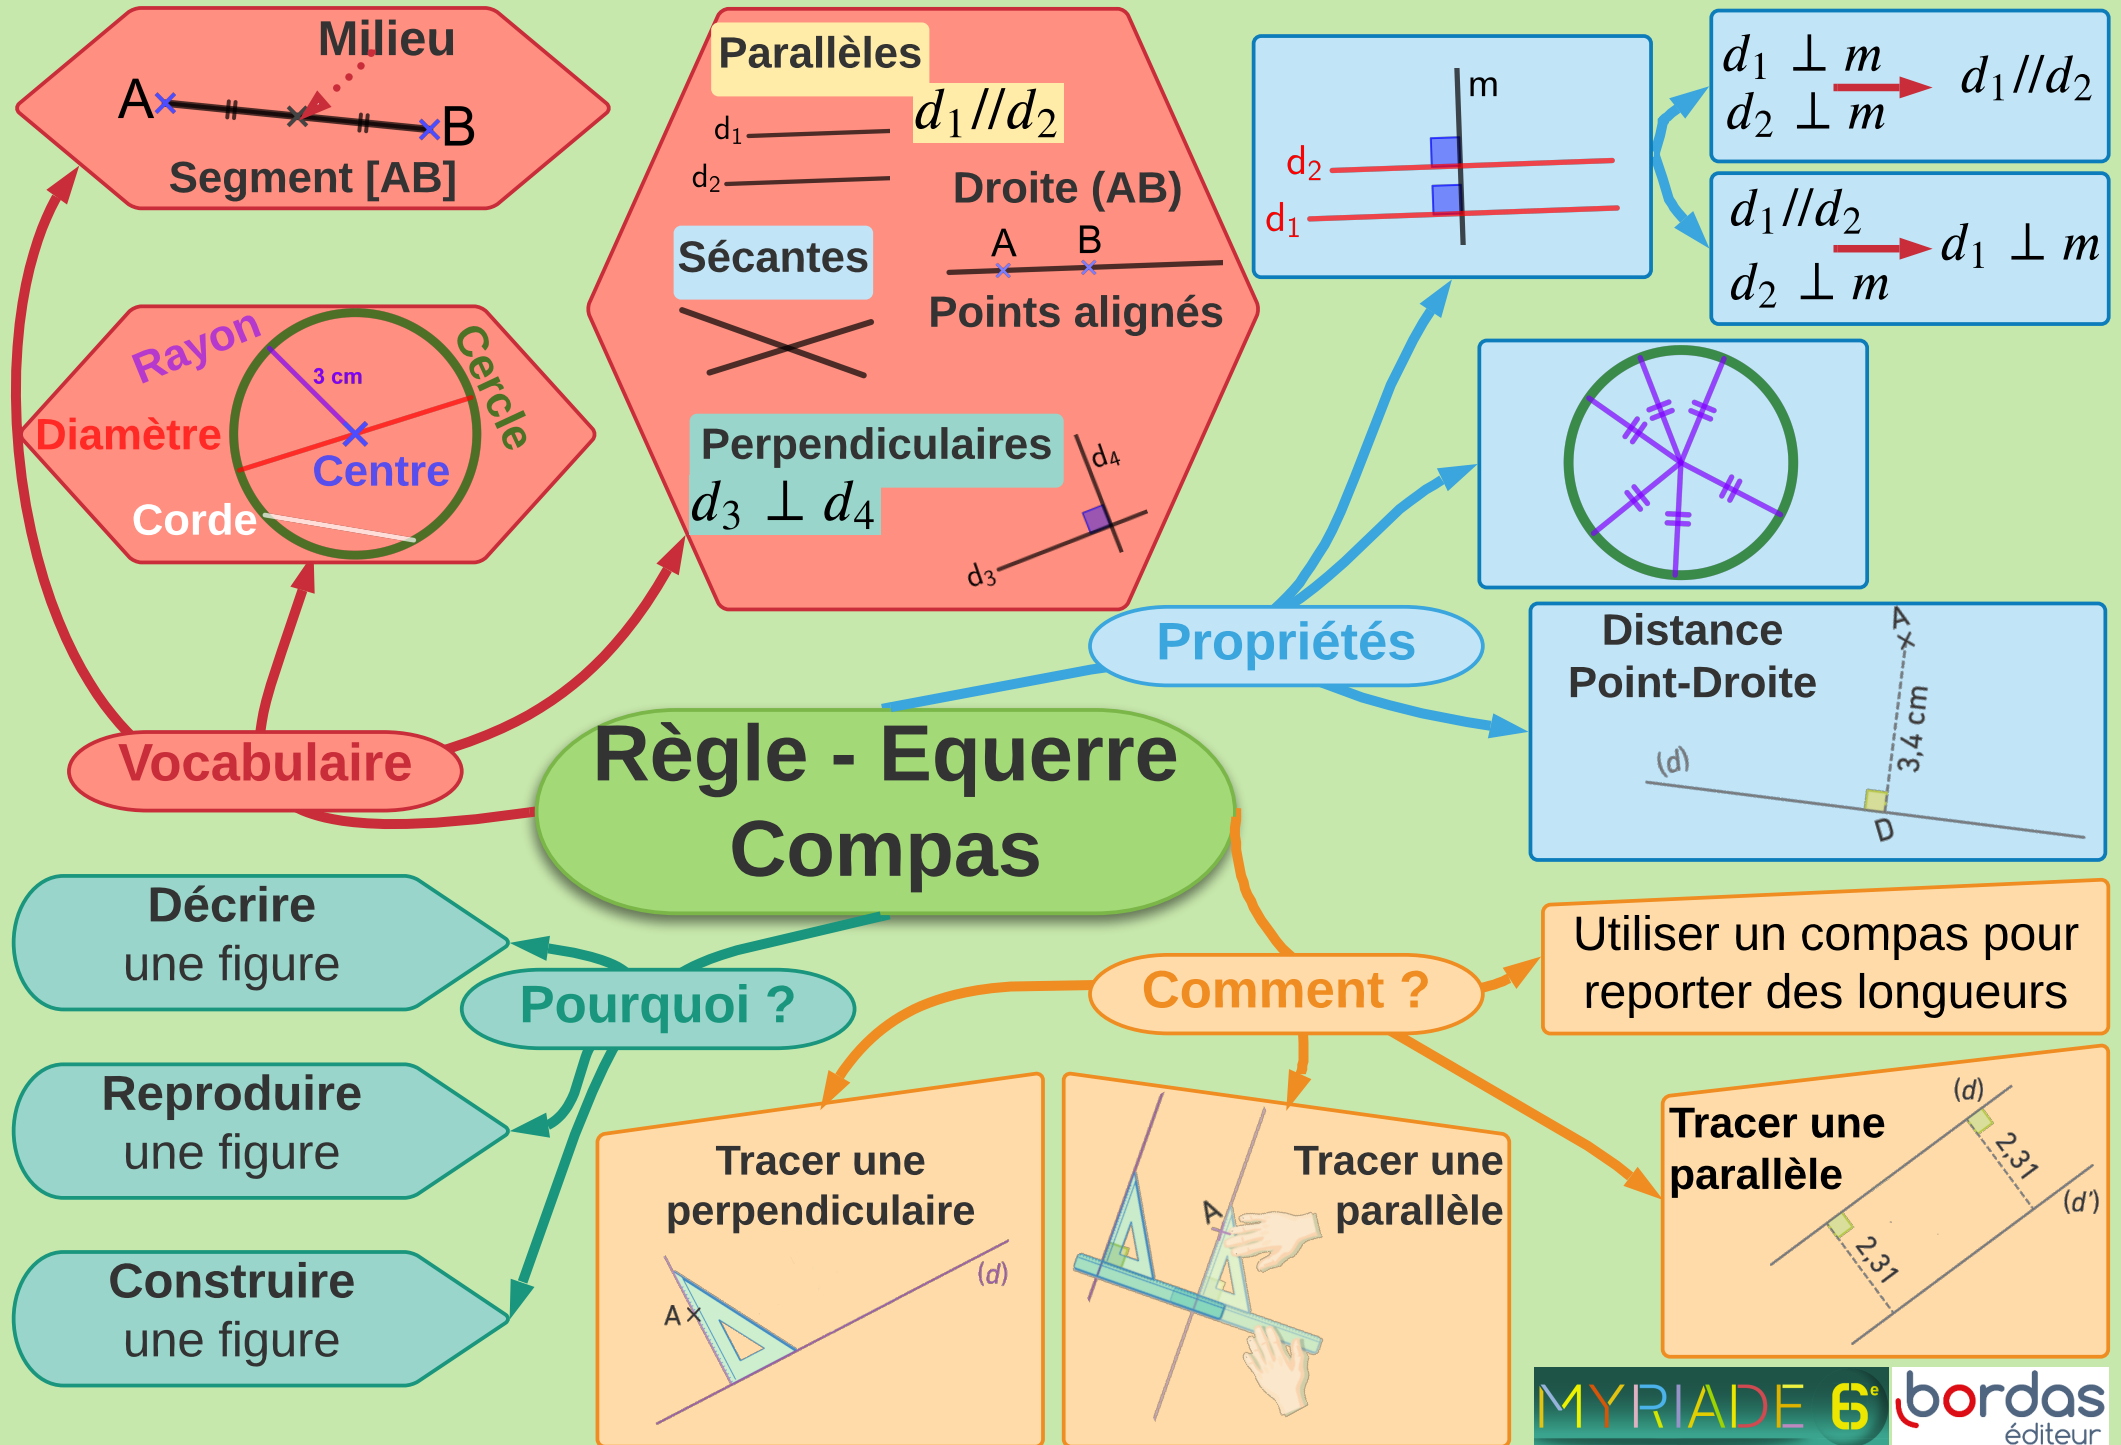 Milieu
A
B
Segment [AB]
Rayon
3 cm
Cercle
Diamètre
Centre
Corde
Parallèles
d1//d2
d1
d2
Droite (AB)
A B
Sécantes
Points alignés
Perpendiculaires
d3 ⊥ d4
d4
d3
m
d2
d1
d1 ⊥ m
d2 ⊥ m
d1//d2
d1//d2
d2 ⊥ m
d1 ⊥ m
Propriétés
Distance
Point-Droite
A
3,4 cm
(d)
D
Vocabulaire
Règle - Equerre
Compas
Décrire
une figure
Pourquoi ?
Reproduire
une figure
Construire
une figure
Comment ?
Utiliser un compas pour
reporter des longueurs
Tracer une
perpendiculaire
(d)
A
Tracer une
parallèle
A
Tracer une
parallèle
(d)
2,31
(d')
2,31
MYRIADE 6e
bordas
éditeur